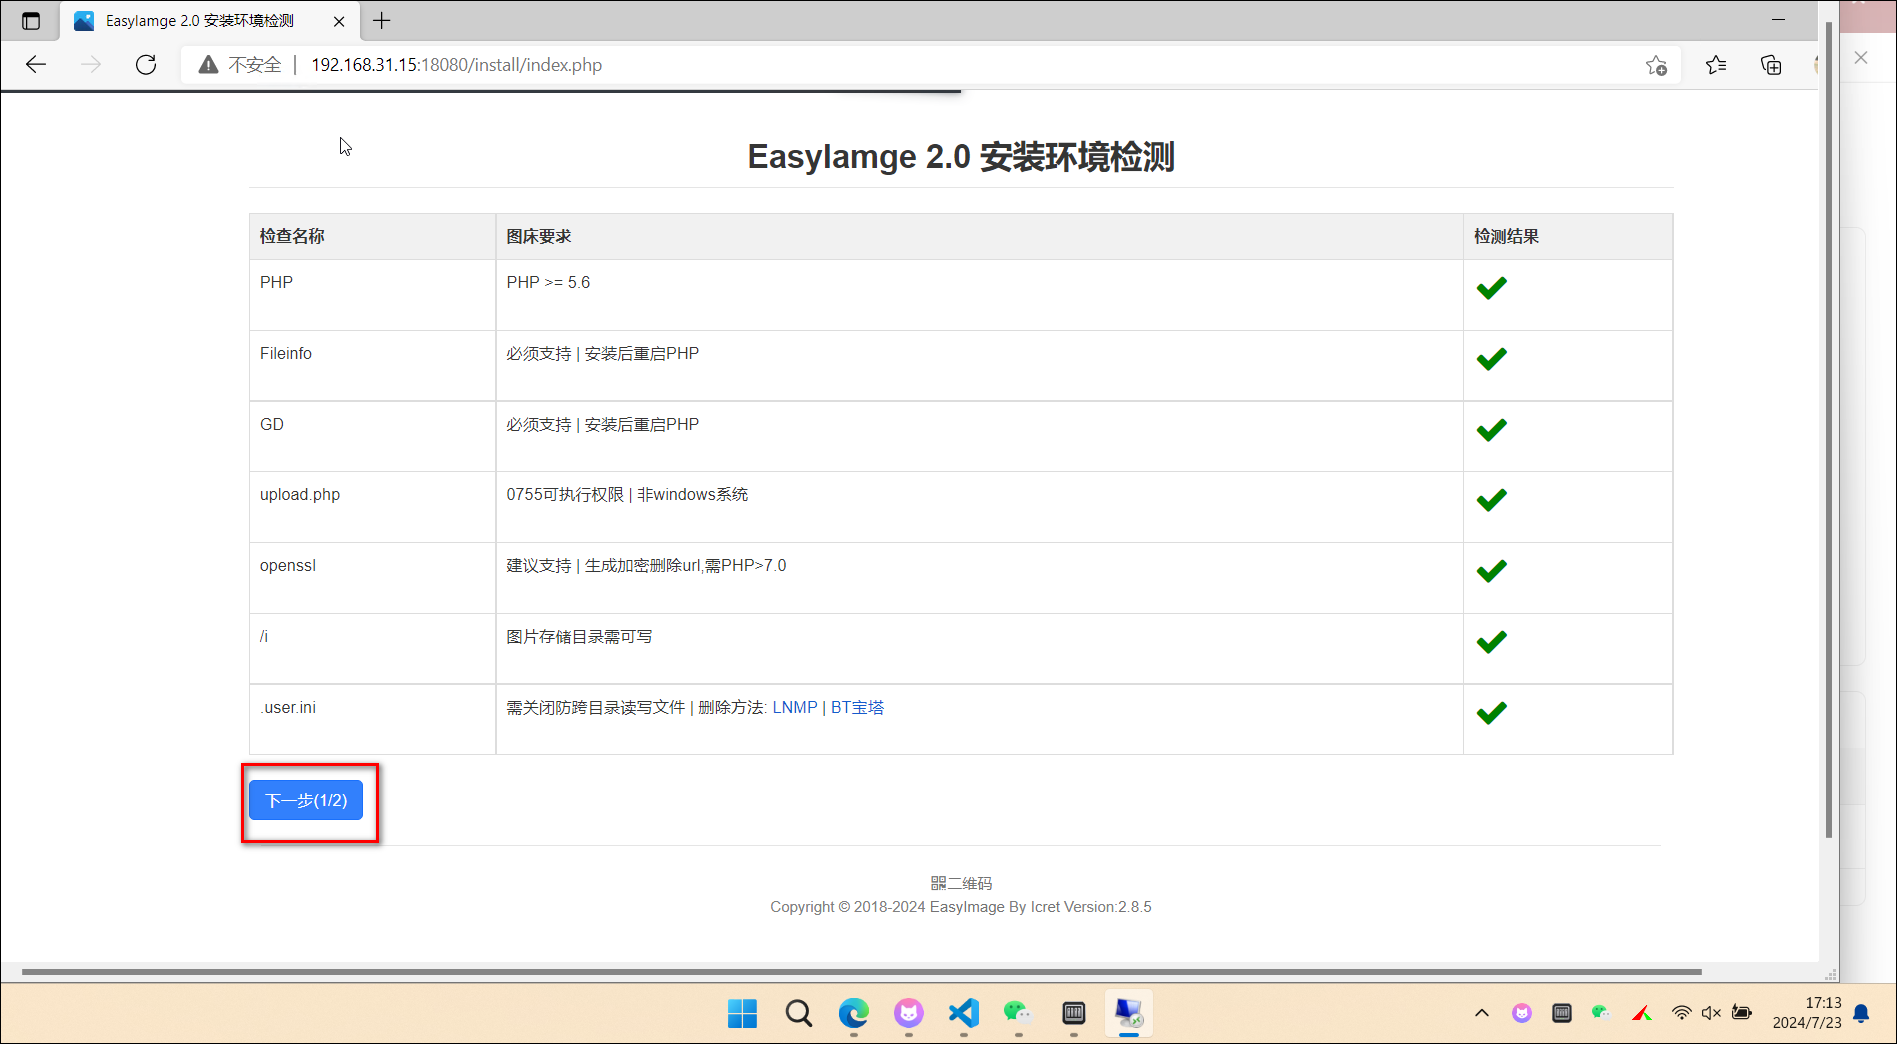 EasyIamge 2.0 安装环境检测
不安全 | 192.168.31.15:18080/install/index.php
EasyIamge 2.0 安装环境检测
检查名称 图床要求 检测结果
PHP PHP >= 5.6
Fileinfo 必须支持 | 安装后重启PHP
GD 必须支持 | 安装后重启PHP
upload.php 0755可执行权限 | 非windows系统
openssl 建议支持 | 生成加密删除url,需PHP>7.0
/i 图片存储目录需可写
.user.ini 需关闭防跨目录读写文件 | 删除方法: LNMP | BT宝塔
下一步(1/2)
二维码
Copyright © 2018-2024 EasyImage By Icret Version:2.8.5
17:13
2024/7/23